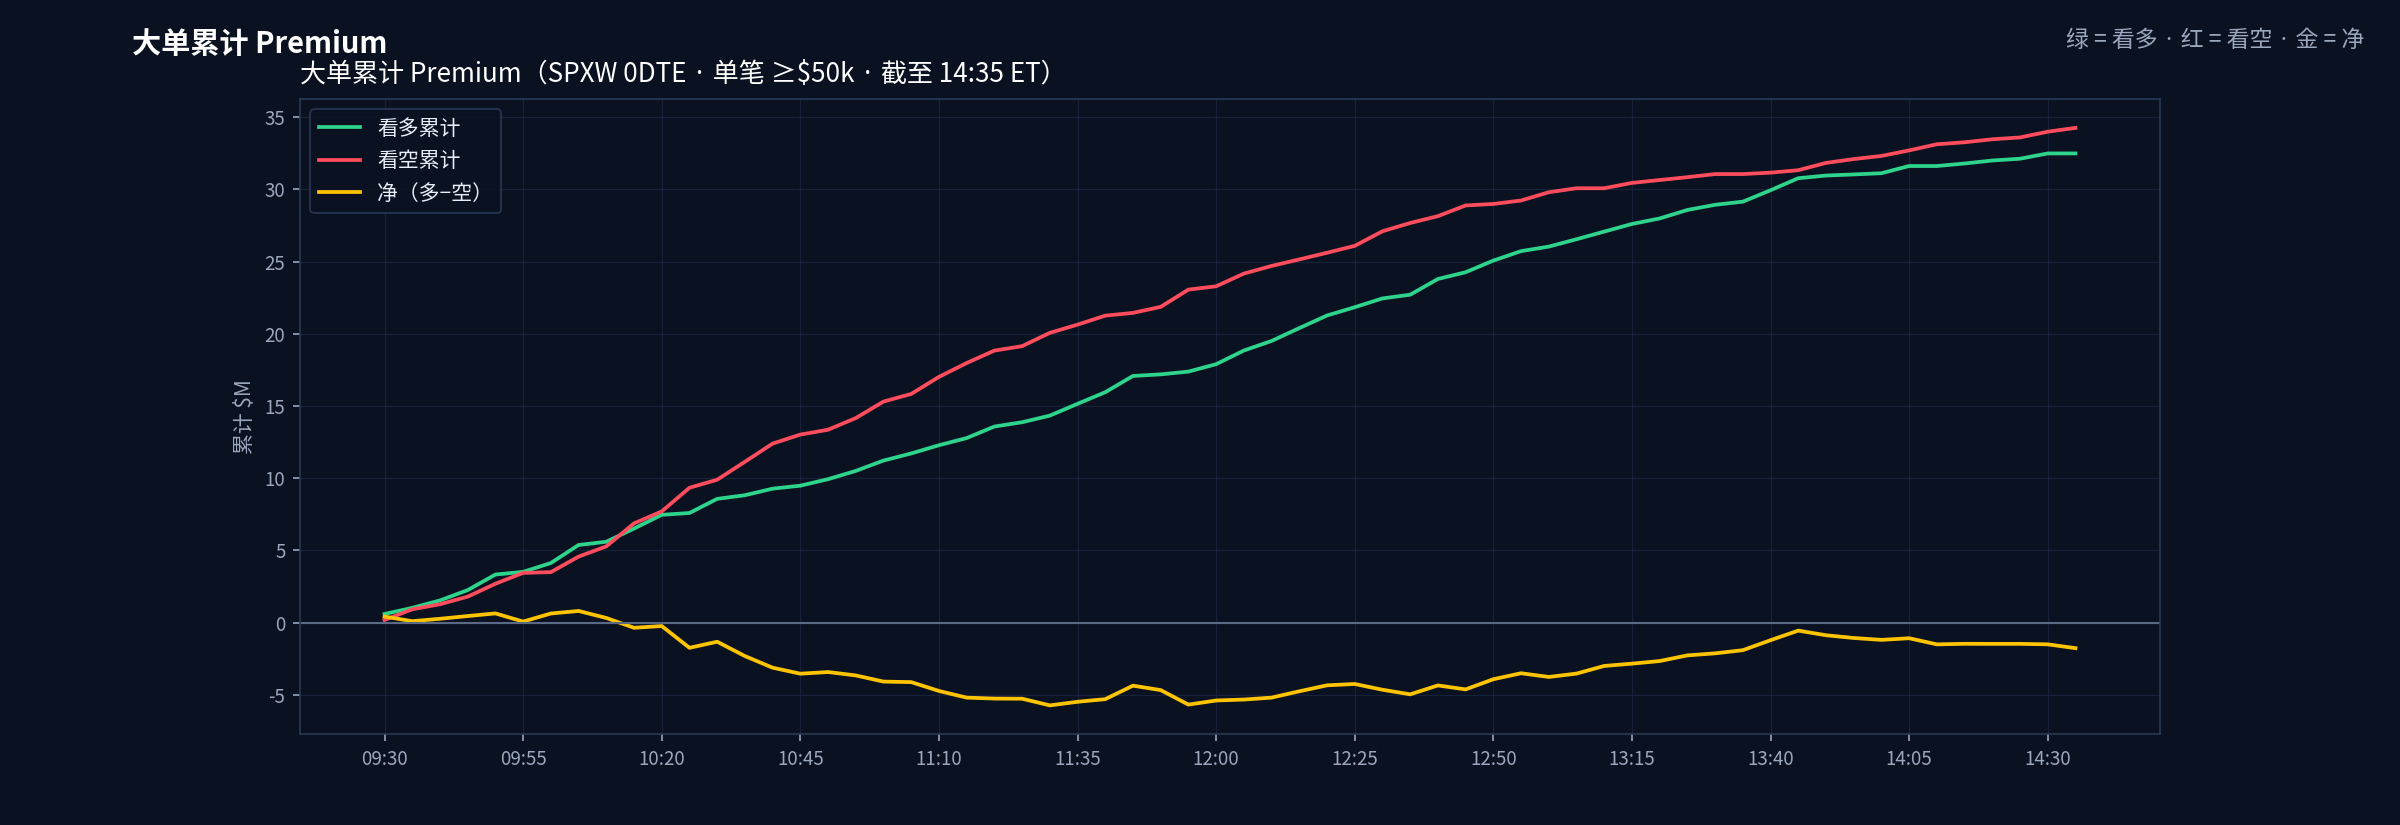 大单累计 Premium
绿 = 看多 · 红 = 看空 · 金 = 净
大单累计 Premium（SPXW 0DTE · 单笔 ≥$50k · 截至 14:35 ET）
看多累计
看空累计
净（多−空）
累计 $M
35
30
25
20
15
10
5
0
-5
09:30 09:55 10:20 10:45 11:10 11:35 12:00 12:25 12:50 13:15 13:40 14:05 14:30